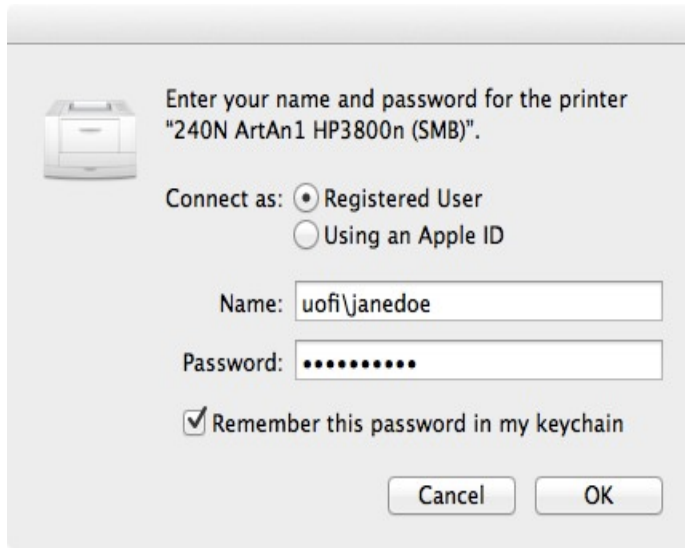 Enter your name and password for the printer
“240N ArtAn1 HP3800n (SMB)”.
Connect as: Registered User
Using an Apple ID
Name: uofi\janedoe
Password: ••••••••••
Remember this password in my keychain
Cancel OK